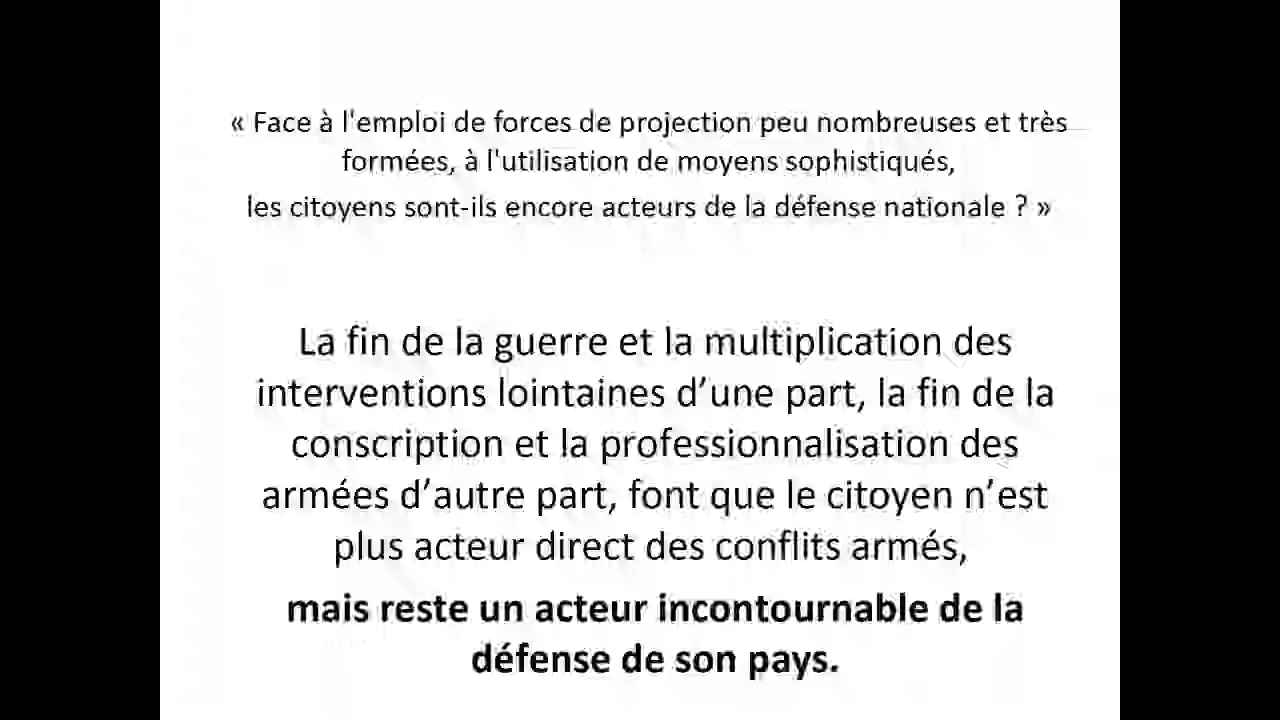 « Face à l'emploi de forces de projection peu nombreuses et très
formées, à l'utilisation de moyens sophistiqués,
les citoyens sont-ils encore acteurs de la défense nationale ? »
La fin de la guerre et la multiplication des
interventions lointaines d’une part, la fin de la
conscription et la professionnalisation des
armées d’autre part, font que le citoyen n’est
plus acteur direct des conflits armés,
mais reste un acteur incontournable de la
défense de son pays.